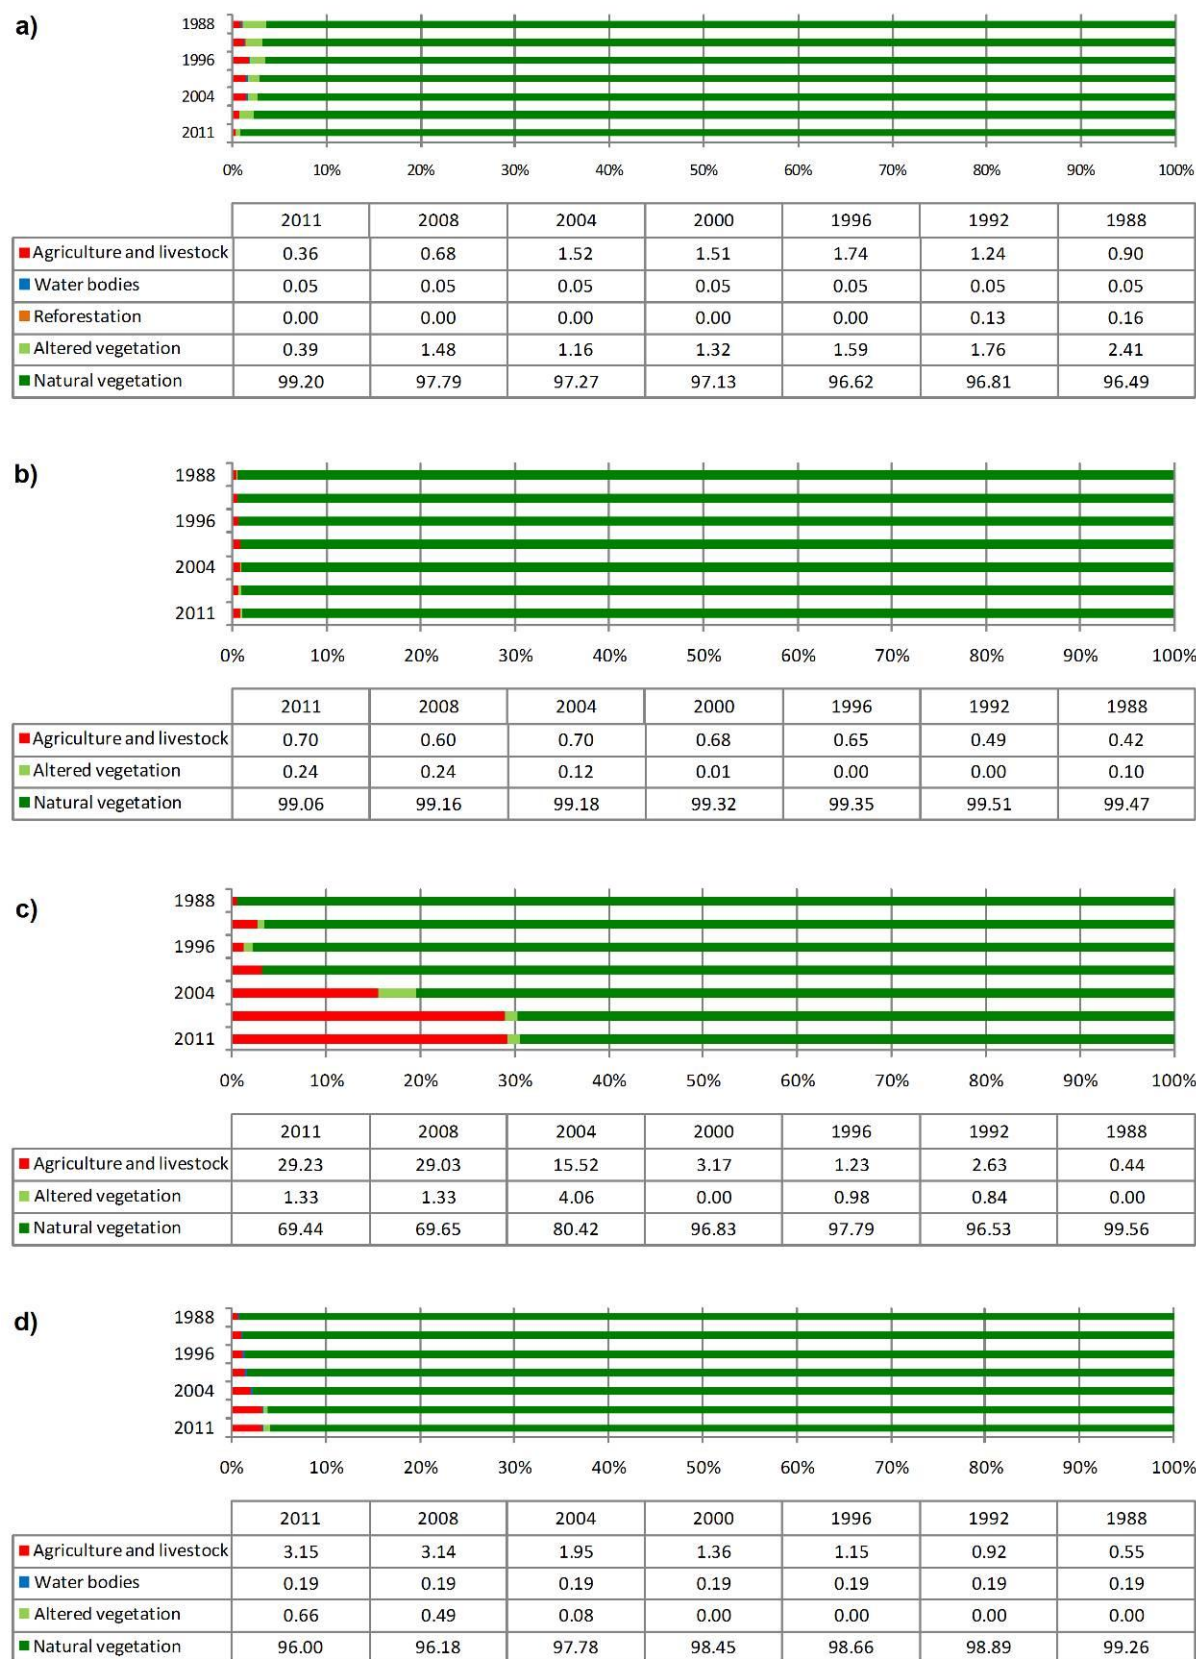 a)
1988
1996
2004
2011
0% 10% 20% 30% 40% 50% 60% 70% 80% 90% 100%
2011 2008 2004 2000 1996 1992 1988
Agriculture and livestock 0.36 0.68 1.52 1.51 1.74 1.24 0.90
Water bodies 0.05 0.05 0.05 0.05 0.05 0.05 0.05
Reforestation 0.00 0.00 0.00 0.00 0.00 0.13 0.16
Altered vegetation 0.39 1.48 1.16 1.32 1.59 1.76 2.41
Natural vegetation 99.20 97.79 97.27 97.13 96.62 96.81 96.49
b)
1988
1996
2004
2011
0% 10% 20% 30% 40% 50% 60% 70% 80% 90% 100%
2011 2008 2004 2000 1996 1992 1988
Agriculture and livestock 0.70 0.60 0.70 0.68 0.65 0.49 0.42
Altered vegetation 0.24 0.24 0.12 0.01 0.00 0.00 0.10
Natural vegetation 99.06 99.16 99.18 99.32 99.35 99.51 99.47
c)
1988
1996
2004
2011
0% 10% 20% 30% 40% 50% 60% 70% 80% 90% 100%
2011 2008 2004 2000 1996 1992 1988
Agriculture and livestock 29.23 29.03 15.52 3.17 1.23 2.63 0.44
Altered vegetation 1.33 1.33 4.06 0.00 0.98 0.84 0.00
Natural vegetation 69.44 69.65 80.42 96.83 97.79 96.53 99.56
d)
1988
1996
2004
2011
0% 10% 20% 30% 40% 50% 60% 70% 80% 90% 100%
2011 2008 2004 2000 1996 1992 1988
Agriculture and livestock 3.15 3.14 1.95 1.36 1.15 0.92 0.55
Water bodies 0.19 0.19 0.19 0.19 0.19 0.19 0.19
Altered vegetation 0.66 0.49 0.08 0.00 0.00 0.00 0.00
Natural vegetation 96.00 96.18 97.78 98.45 98.66 98.89 99.26